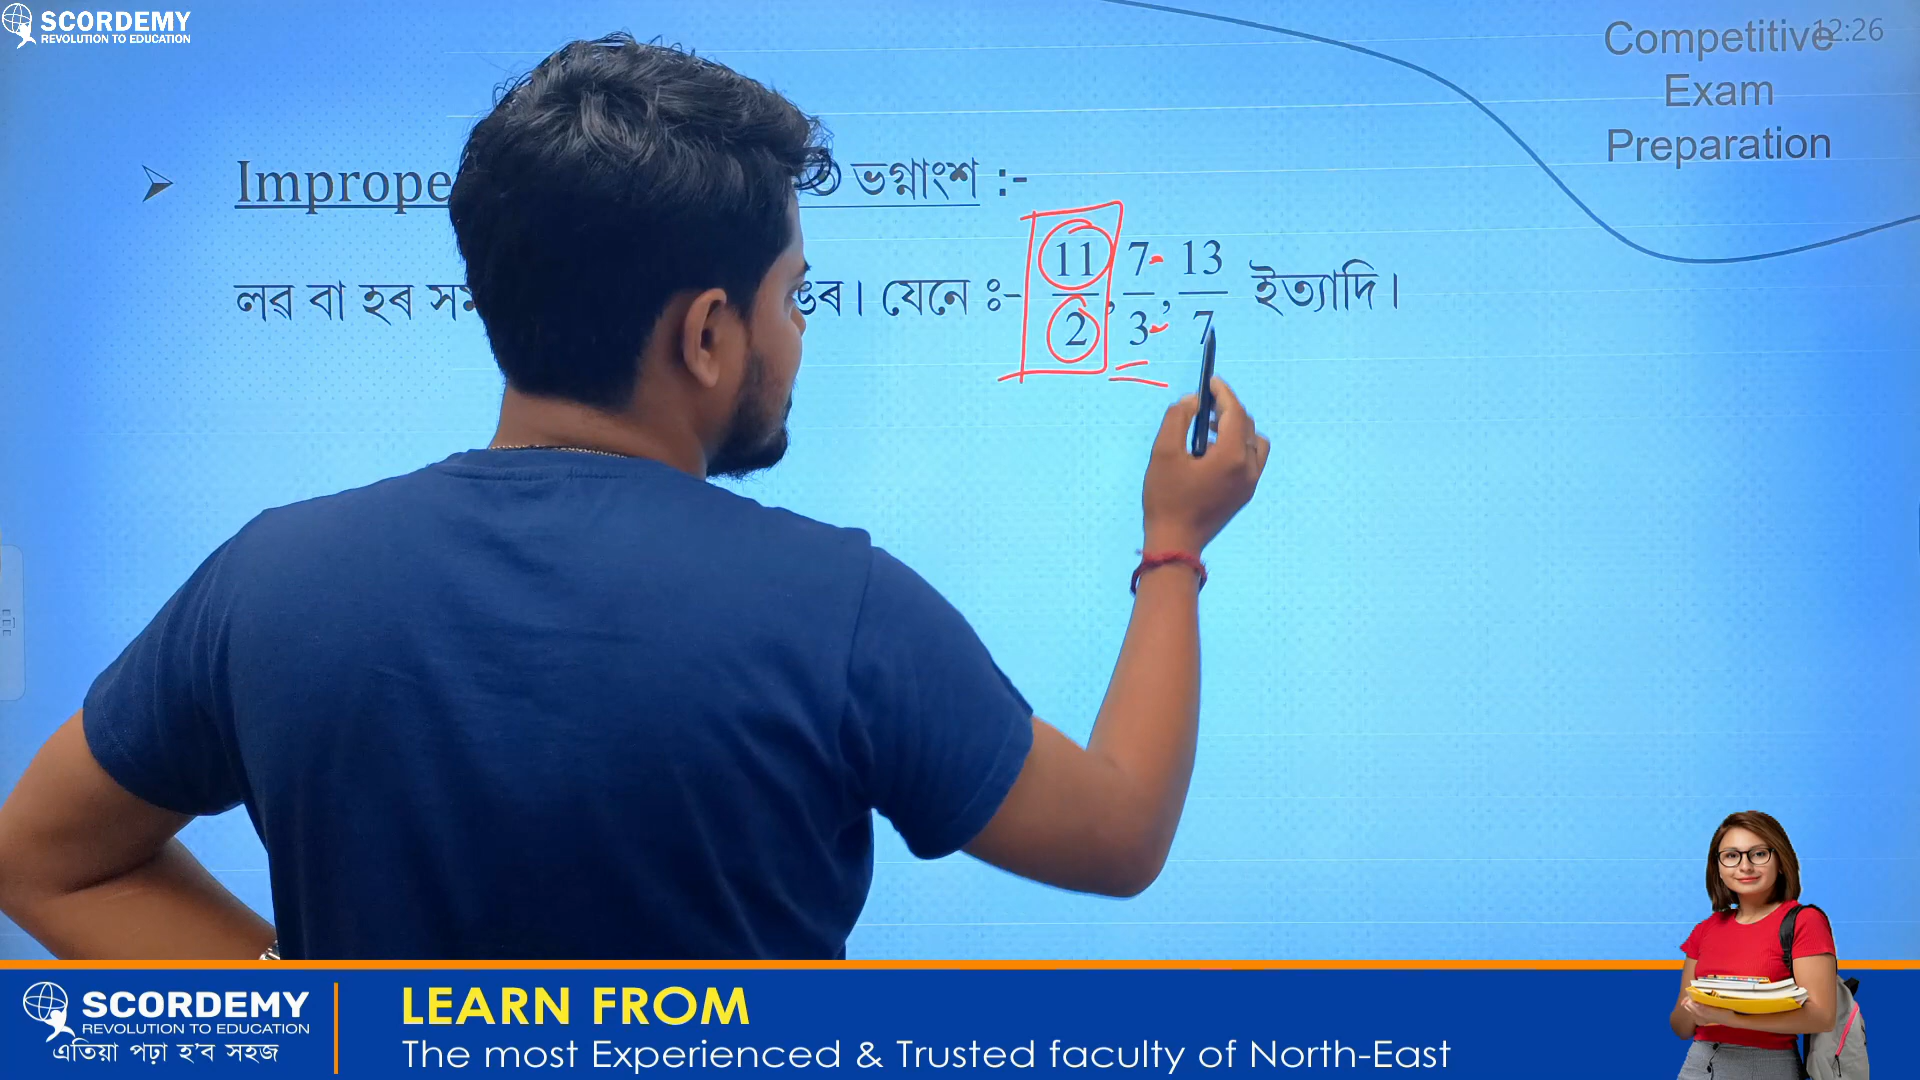 SCORDEMY
REVOLUTION TO EDUCATION
12:26
Competitive
Exam
Preparation
ভগ্নাংশ :-
লৱ বা হৰ
যেনে ঃ- 11/2, 7/3, 13/7 ইত্যাদি।
SCORDEMY
REVOLUTION TO EDUCATION
এতিয়া পঢ়া হ'ব সহজ
LEARN FROM
The most Experienced & Trusted faculty of North-East